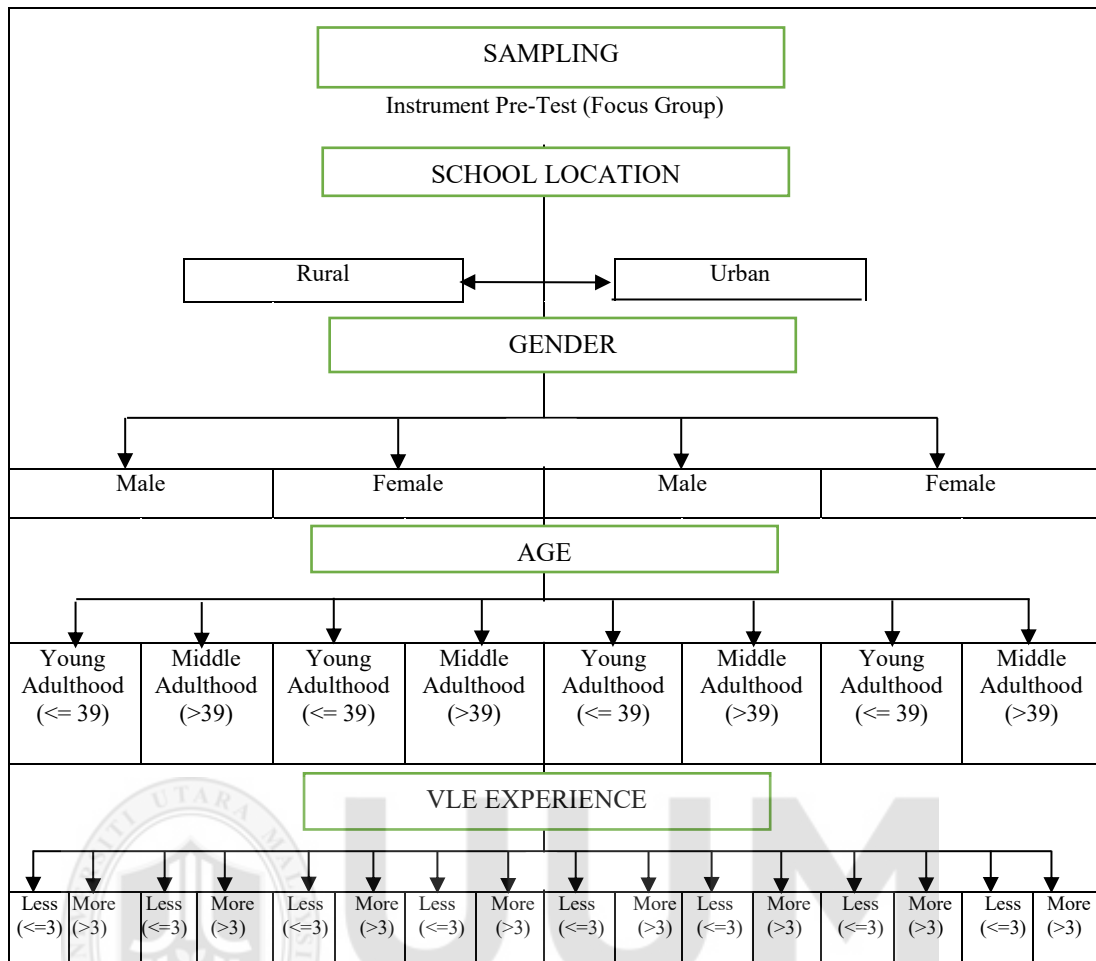 SAMPLING
Instrument Pre-Test (Focus Group)
SCHOOL LOCATION
Rural
Urban
GENDER
Male
Female
Male
Female
AGE
Young
Adulthood
(<= 39)
Middle
Adulthood
(>39)
Young
Adulthood
(<= 39)
Middle
Adulthood
(>39)
Young
Adulthood
(<= 39)
Middle
Adulthood
(>39)
Young
Adulthood
(<= 39)
Middle
Adulthood
(>39)
VLE EXPERIENCE
Less
(<=3)
More
(>3)
Less
(<=3)
More
(>3)
Less
(<=3)
More
(>3)
Less
(<=3)
More
(>3)
Less
(<=3)
More
(>3)
Less
(<=3)
More
(>3)
Less
(<=3)
More
(>3)
Less
(<=3)
More
(>3)
UTARA
UUM